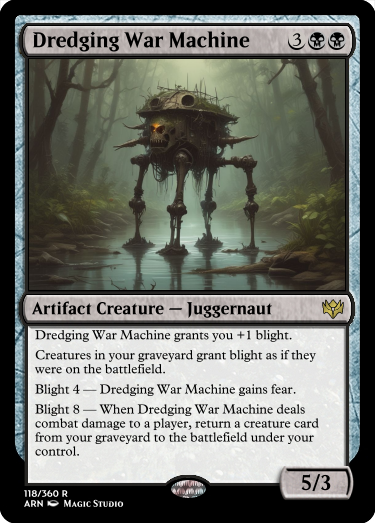 Dredging War Machine 3
Artifact Creature — Juggernaut
Dredging War Machine grants you +1 blight.
Creatures in your graveyard grant blight as if they
were on the battlefield.
Blight 4 — Dredging War Machine gains fear.
Blight 8 — When Dredging War Machine deals
combat damage to a player, return a creature card
from your graveyard to the battlefield under your
control.
5/3
118/360 R
ARN Magic Studio